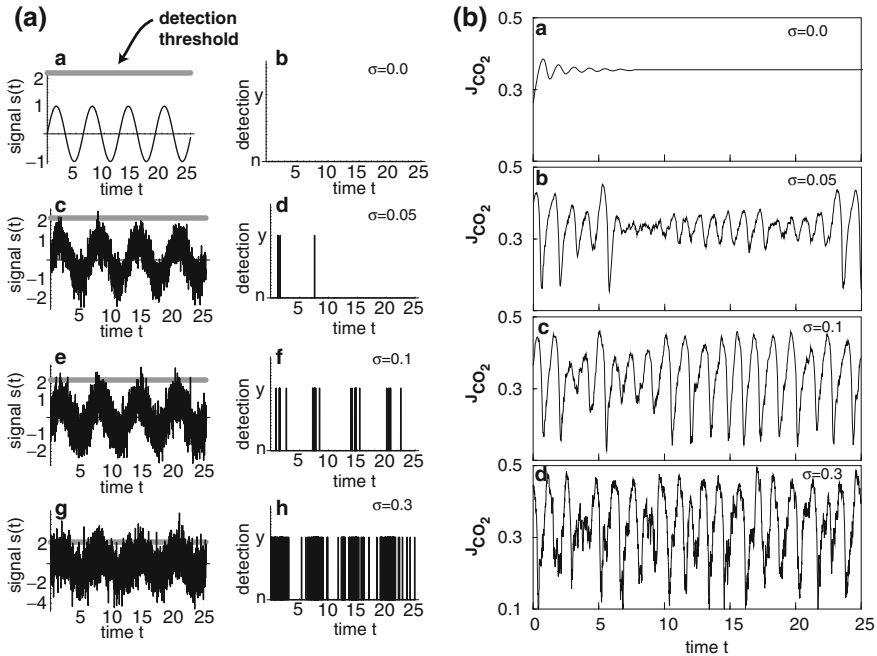 (a)
detection
threshold
a
signal s(t)
2
1
−1
5 10 15 20 25
time t
b
σ=0.0
detection
y
n
5 10 15 20 25
time t
c
signal s(t)
2
1
−1
−2
5 10 15 20 25
time t
d
σ=0.05
detection
y
n
5 10 15 20 25
time t
e
signal s(t)
2
1
−1
−2
5 10 15 20 25
time t
f
σ=0.1
detection
y
n
5 10 15 20 25
time t
g
signal s(t)
2
−2
−4
5 10 15 20 25
time t
h
σ=0.3
detection
y
n
5 10 15 20 25
time t
(b)
0.5
a
σ=0.0
JCO2
0.3
0.5
b
σ=0.05
JCO2
0.3
0.5
c
σ=0.1
JCO2
0.3
0.5
d
σ=0.3
JCO2
0.3
0.1
0 5 10 15 20 25
time t